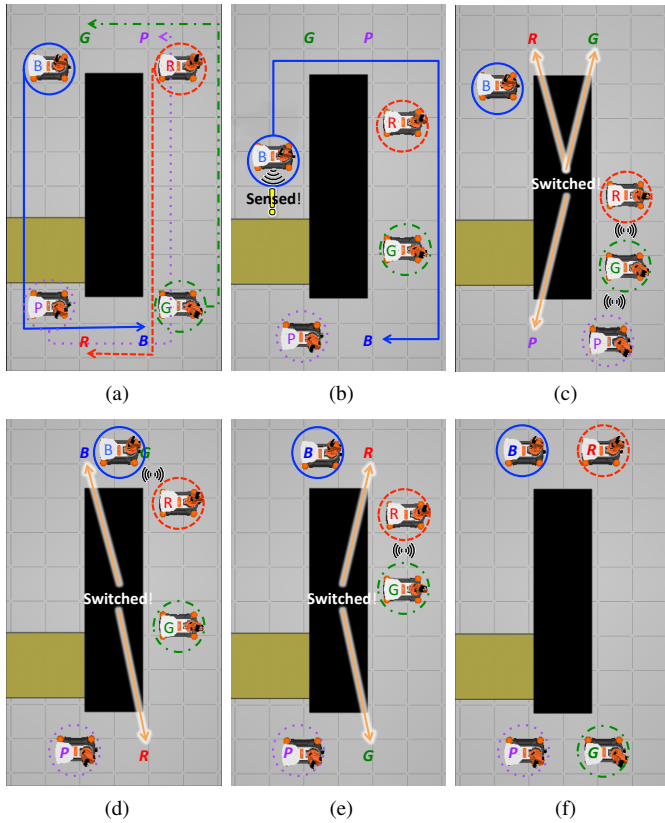 G P
B R
P G
R B
(a)
G P
R
B
Sensed!
G
P B
(b)
R G
B
Switched!
R
G
P P
(c)
B B G
R
Switched!
G
P R
(d)
B R
R
Switched! G
P G
(e)
B R
P G
(f)